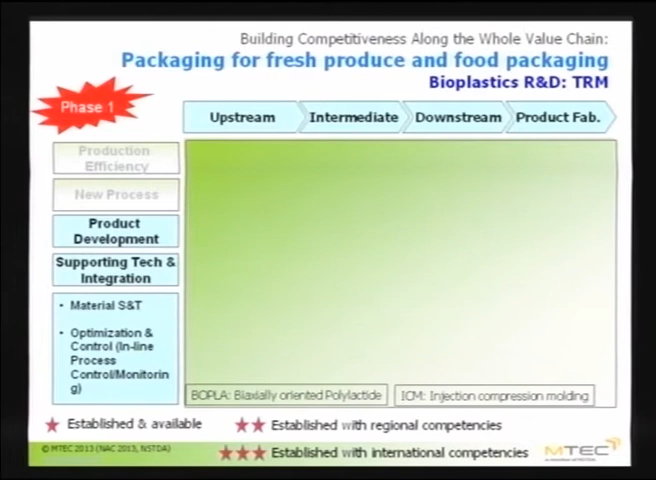 Building Competitiveness Along the Whole Value Chain:
Packaging for fresh produce and food packaging
Bioplastics R&D: TRM
Phase 1
Upstream
Intermediate
Downstream
Product Fab.
Production
Efficiency
New Process
Product
Development
Supporting Tech &
Integration
• Material S&T
• Optimization &
Control (In-line
Process
Control/Monitorin
g)
BOPLA: Biaxially oriented Polylactide
ICM: Injection compression molding
★ Established & available
★★ Established with regional competencies
★★★ Established with international competencies
© MTEC 2013 (NAC 2013, NSTDA)
MTEC